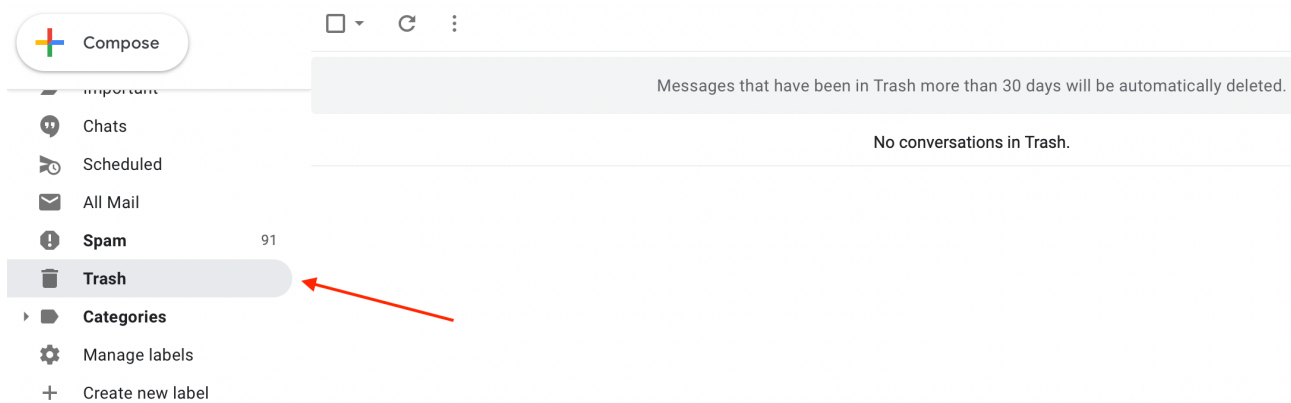 Compose
Important
Chats
Scheduled
All Mail
Spam 91
Trash
Categories
Manage labels
Create new label
Messages that have been in Trash more than 30 days will be automatically deleted.
No conversations in Trash.